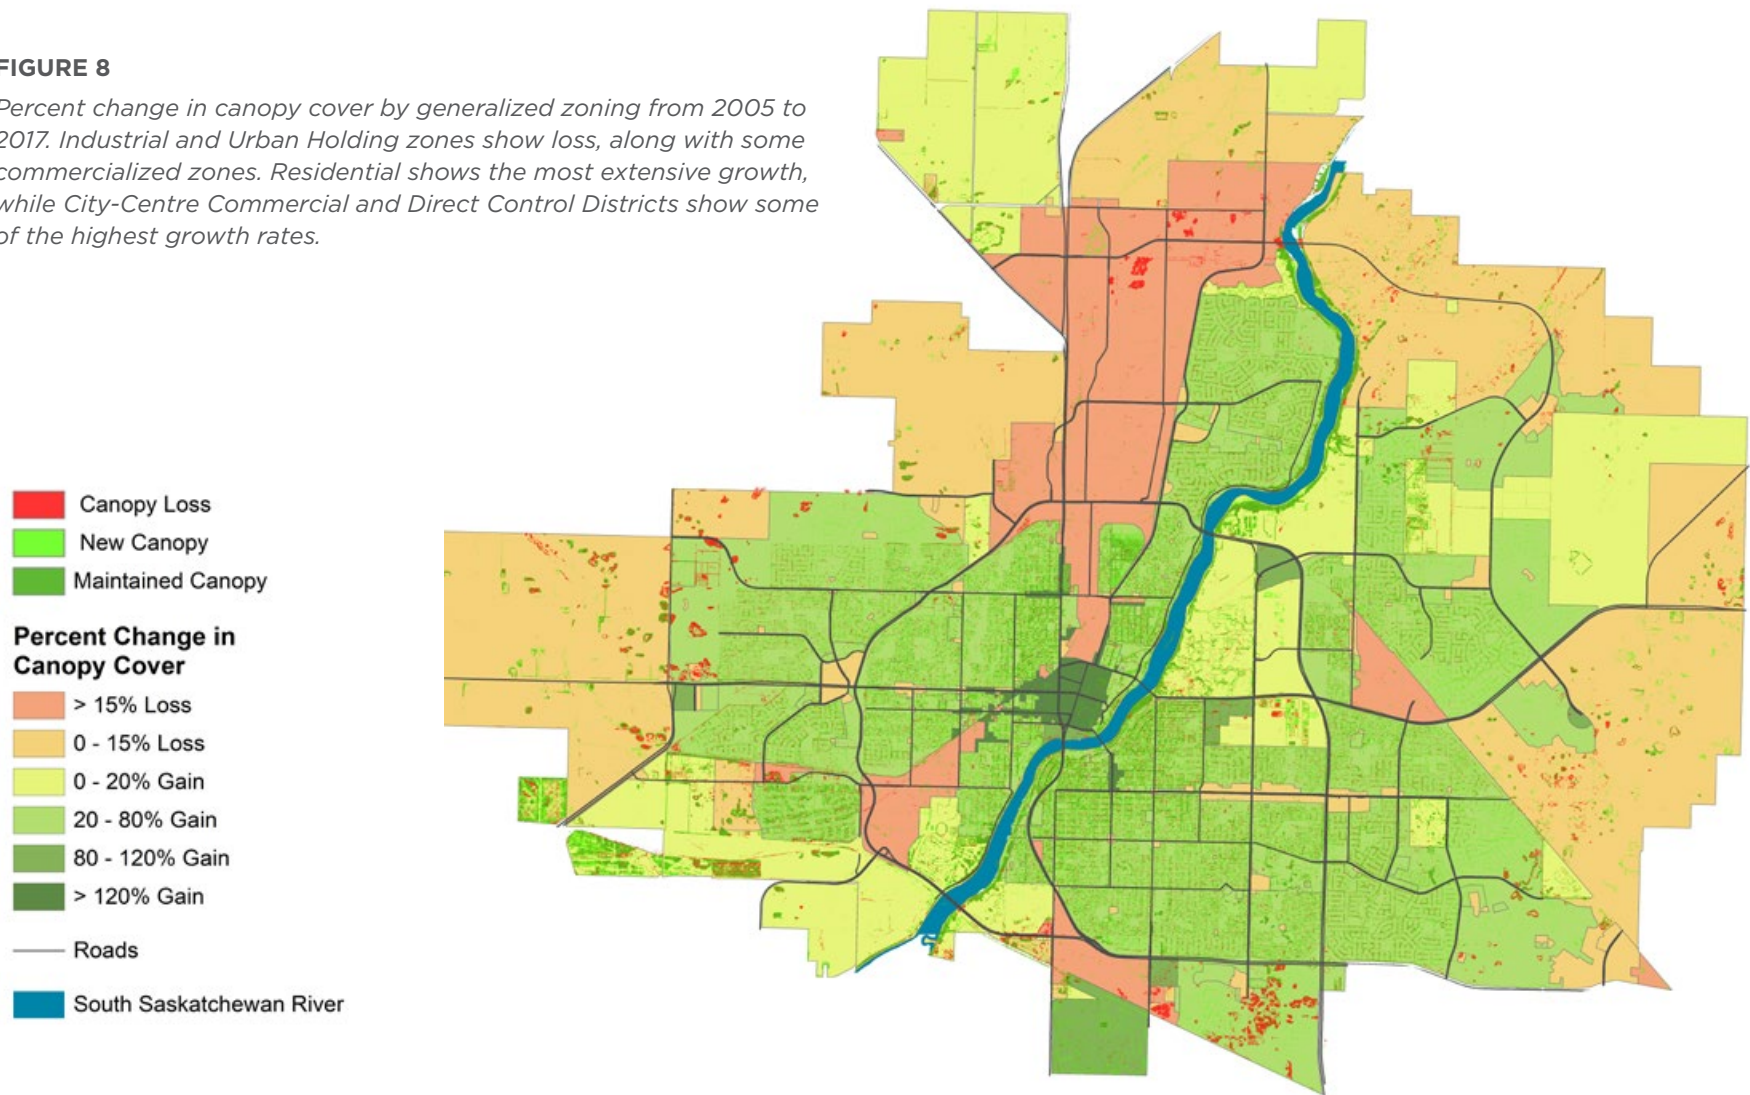 FIGURE 8
Percent change in canopy cover by generalized zoning from 2005 to
2017. Industrial and Urban Holding zones show loss, along with some
commercialized zones. Residential shows the most extensive growth,
while City-Centre Commercial and Direct Control Districts show some
of the highest growth rates.
Canopy Loss
New Canopy
Maintained Canopy
Percent Change in
Canopy Cover
> 15% Loss
0 - 15% Loss
0 - 20% Gain
20 - 80% Gain
80 - 120% Gain
> 120% Gain
Roads
South Saskatchewan River